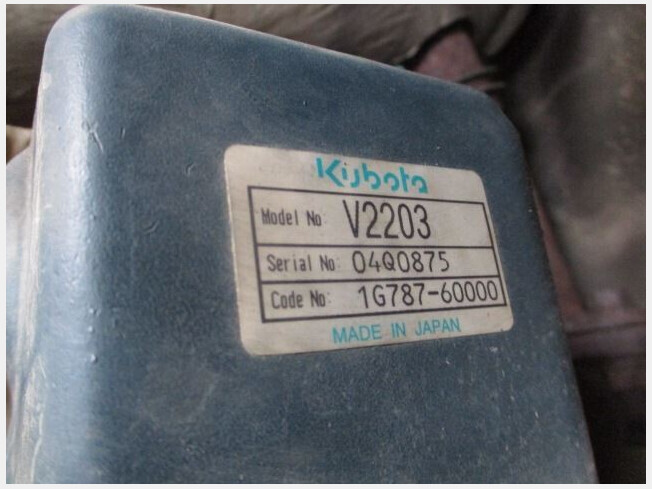 Kubota
Model No V2203
Serial No: 04Q0875
Code No: 1G787-60000
MADE IN JAPAN